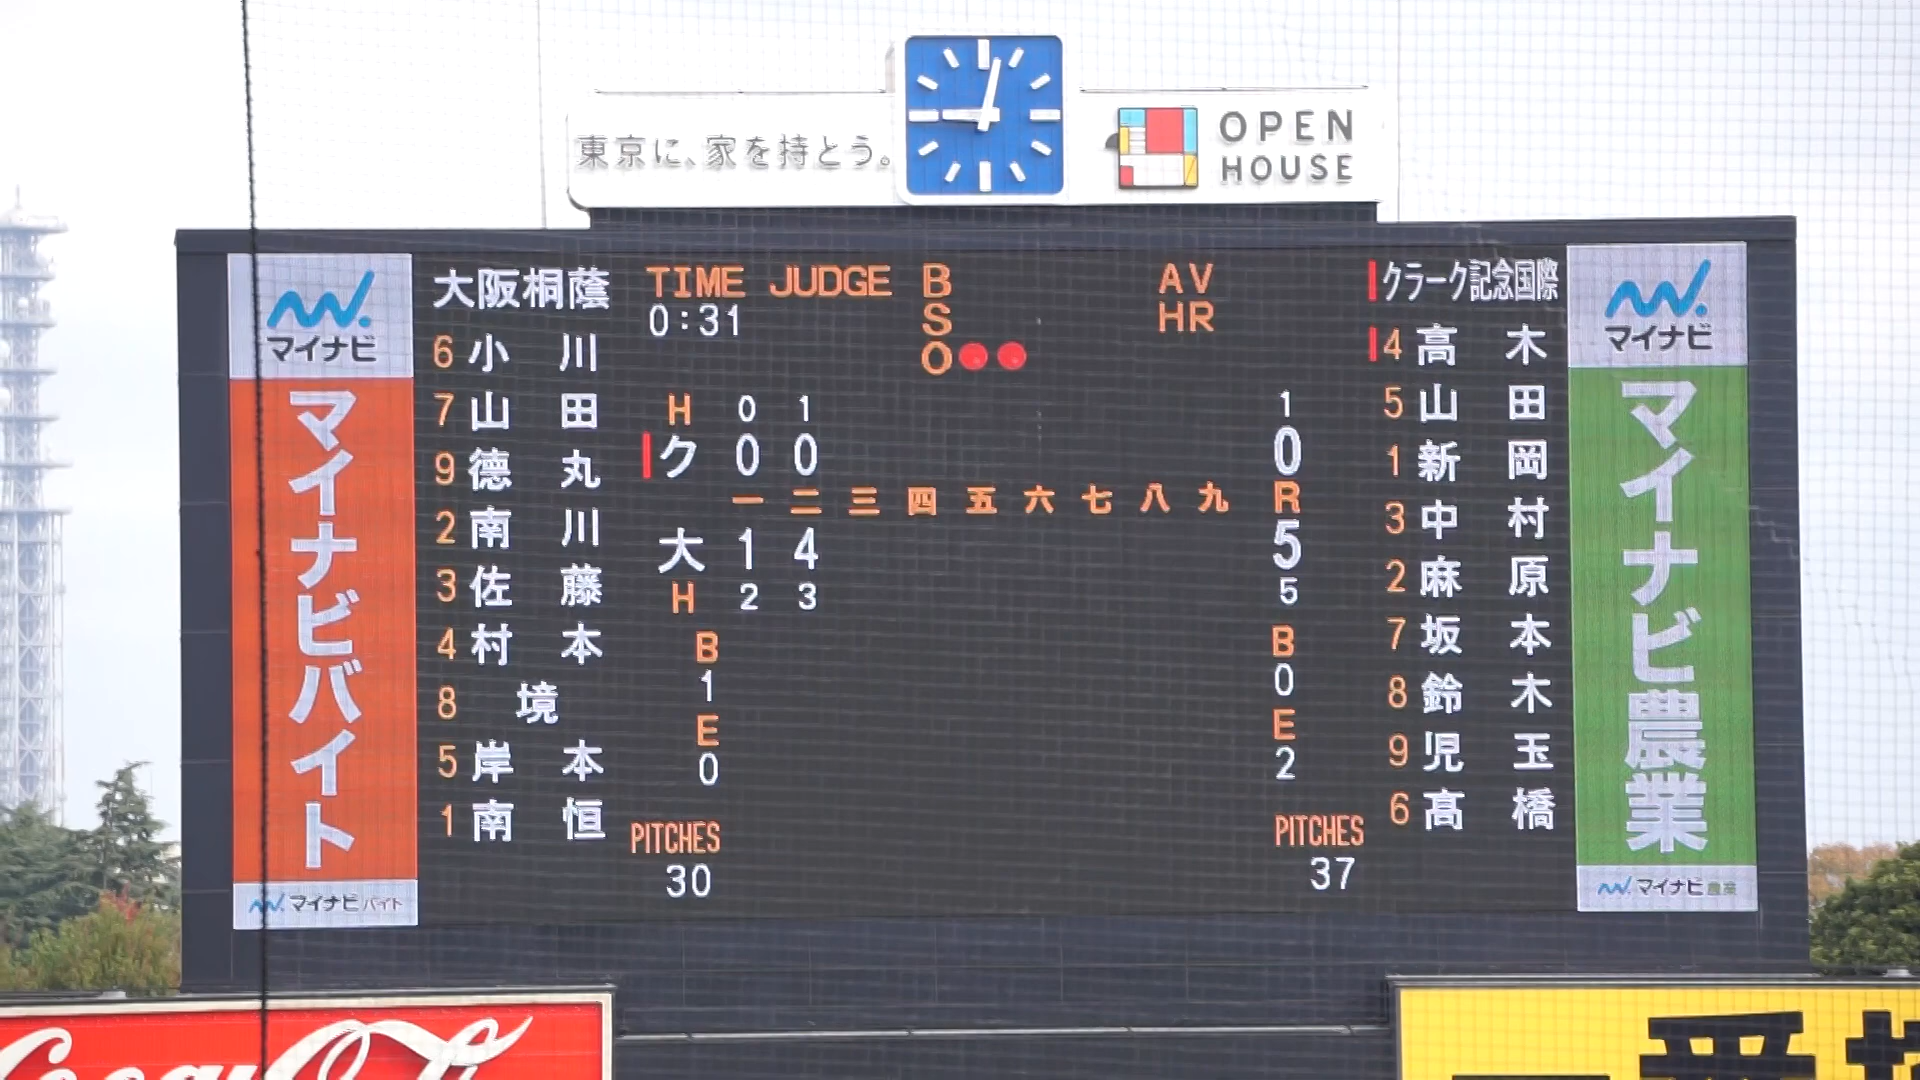 東京に、家を持とう。
OPEN
HOUSE
マイナビ
マイナビバイト
マイナビバイト
大阪桐蔭
6 小川
7 山田
9 德丸
2 南川
3 佐藤
4 村本
8 境
5 岸本
1 南恒
TIME JUDGE
0:31
B
S
O
AV
HR
H 0 1 1
ク 0 0 0
一 二 三 四 五 六 七 八 九 R
大 1 4 5
H 2 3 5
B B
1 0
E E
0 2
PITCHES PITCHES
30 37
クラーク記念国際
4 高木
5 山田
1 新岡
3 中村
2 麻原
7 坂本
8 鈴木
9 児玉
6 髙橋
マイナビ
マイナビ農業
マイナビ農業
Coca